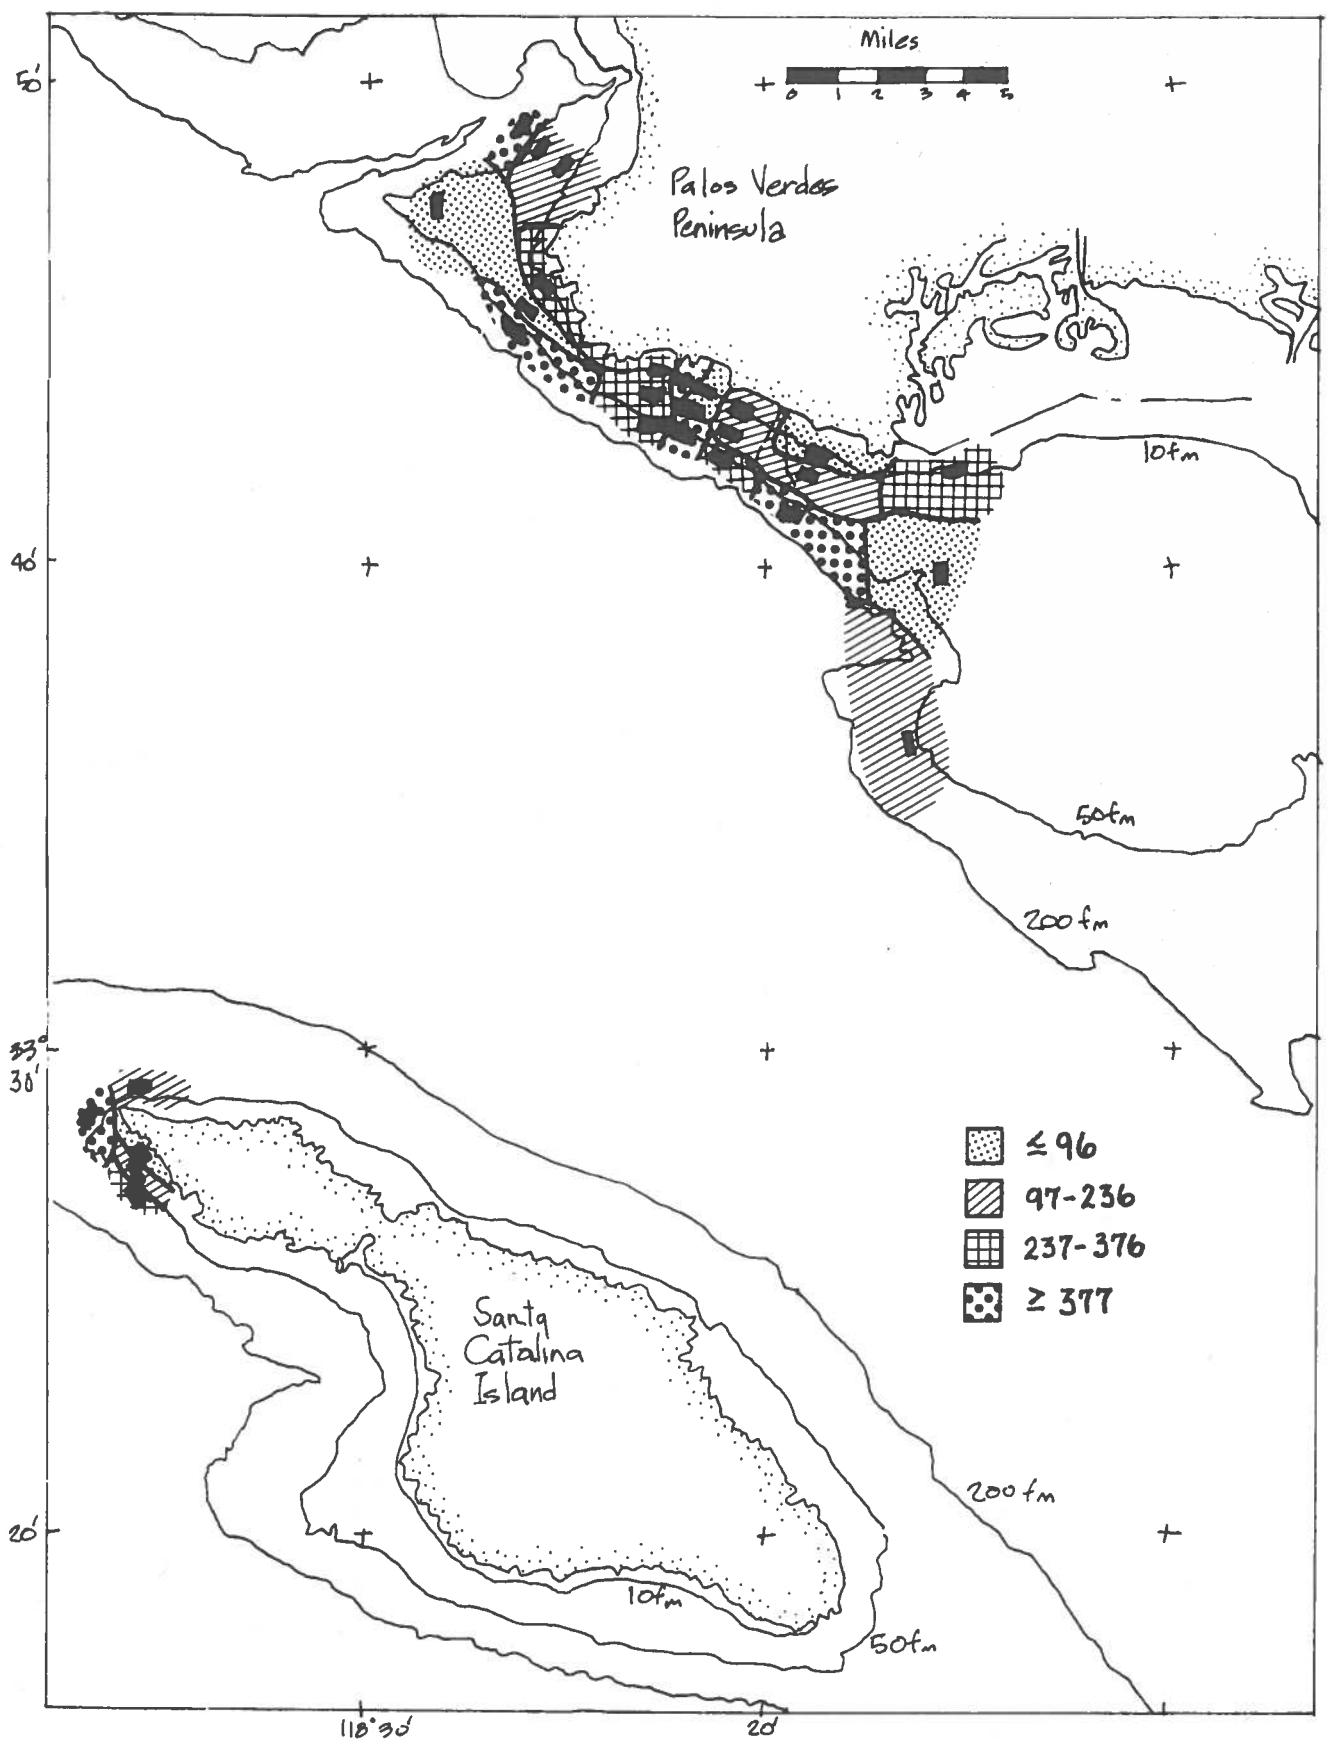 Miles
0 1 2 3 4 5
50'
Palos Verdes
Peninsula
10fm
40'
50fm
200fm
33°
30'
≤ 96
97-236
237-376
≥ 377
Santa
Catalina
Island
200fm
20'
10fm
50fm
118°30'
20'